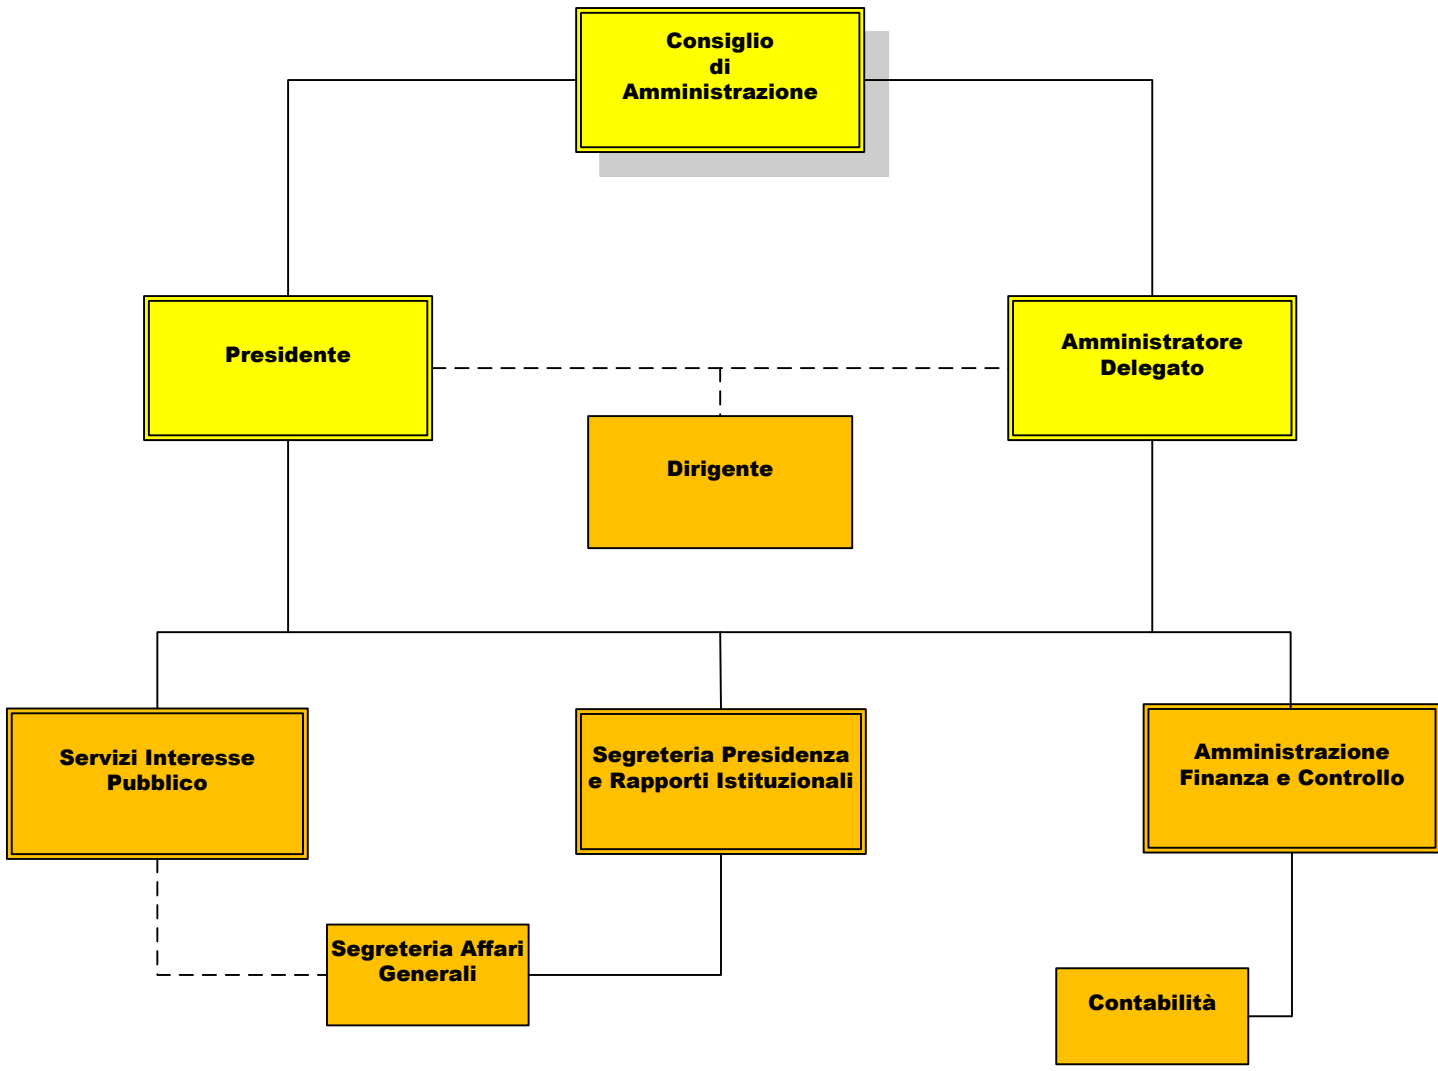 Consiglio
di
Amministrazione
Presidente
Amministratore
Delegato
Dirigente
Servizi Interesse
Pubblico
Segreteria Presidenza
e Rapporti Istituzionali
Amministrazione
Finanza e Controllo
Segreteria Affari
Generali
Contabilità